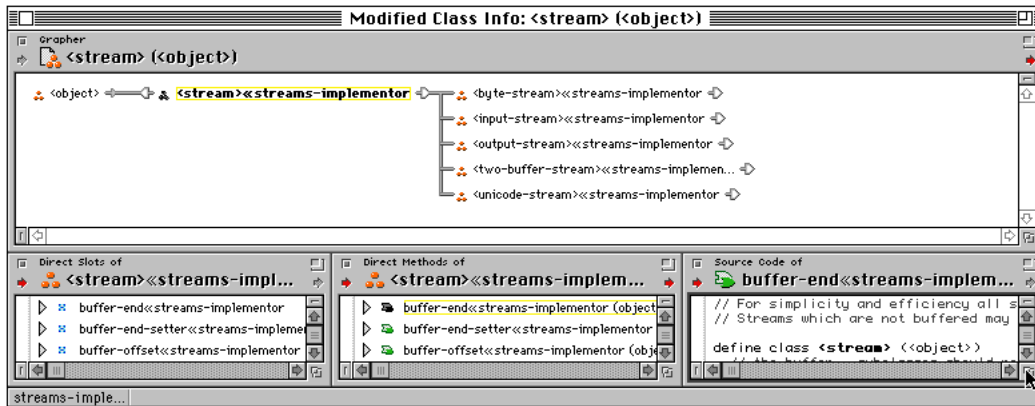 Modified Class Info: <stream> (<object>)
Grapher
<stream> (<object>)
<object> <stream>«streams-implementor <byte-stream>«streams-implementor
<input-stream>«streams-implementor
<output-stream>«streams-implementor
<two-buffer-stream>«streams-implemen...
<unicode-stream>«streams-implementor
Direct Slots of
<stream>«streams-impl...
buffer-end«streams-implementor
buffer-end-setter«streams-implemen
buffer-offset«streams-implementor
Direct Methods of
<stream>«streams-implem...
buffer-end«streams-implementor (object
buffer-end-setter«streams-implementor
buffer-offset«streams-implementor (obje
Source Code of
buffer-end«streams-implem...
// For simplicity and efficiency all s
// Streams which are not buffered may
define class <stream> (<object>)
streams-imple...